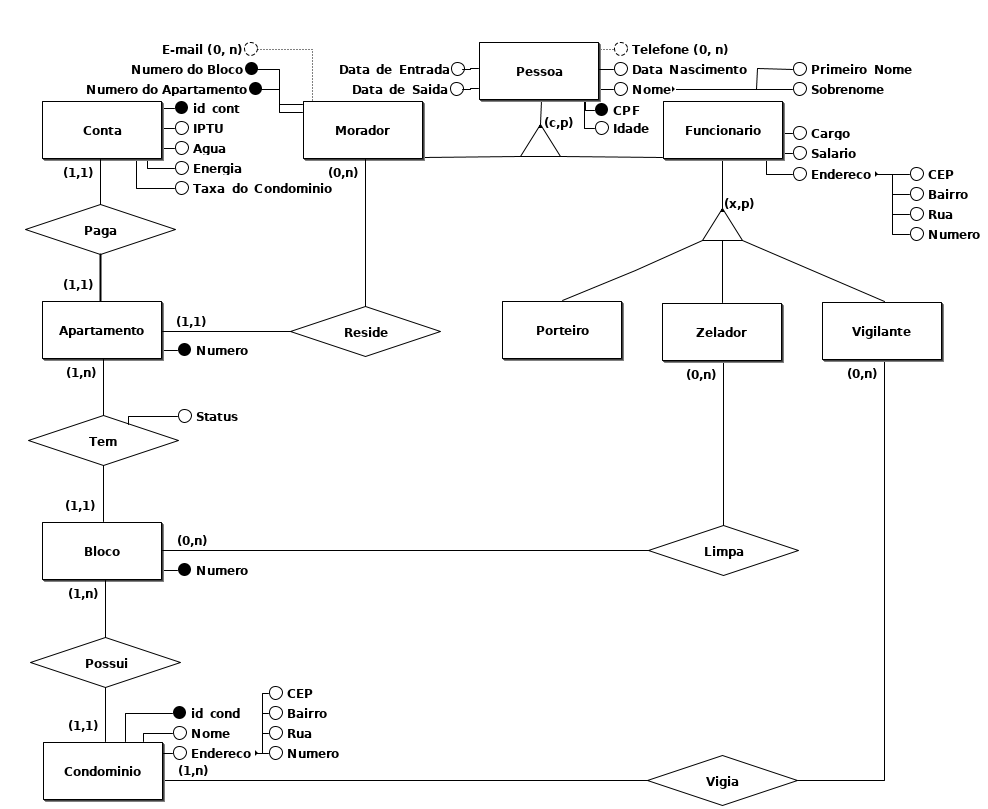 E-mail (0, n)
Telefone (0, n)
Numero do Bloco
Data de Entrada
Pessoa
Data Nascimento
Primeiro Nome
Numero do Apartamento
Data de Saida
Nome
Sobrenome
id cont
CPF
Conta
IPTU
Morador
(c,p)
Idade
Funcionario
Cargo
Agua
Salario
(1,1)
Energia
(0,n)
Endereco
CEP
Taxa do Condominio
Bairro
(x,p)
Rua
Paga
Numero
(1,1)
(1,1)
Apartamento
Reside
Porteiro
Zelador
Vigilante
Numero
(1,n)
(0,n)
(0,n)
Status
Tem
(1,1)
(0,n)
Bloco
Limpa
Numero
(1,n)
Possui
CEP
id cond
Bairro
(1,1)
Nome
Rua
Endereco
Numero
Condominio
(1,n)
Vigia